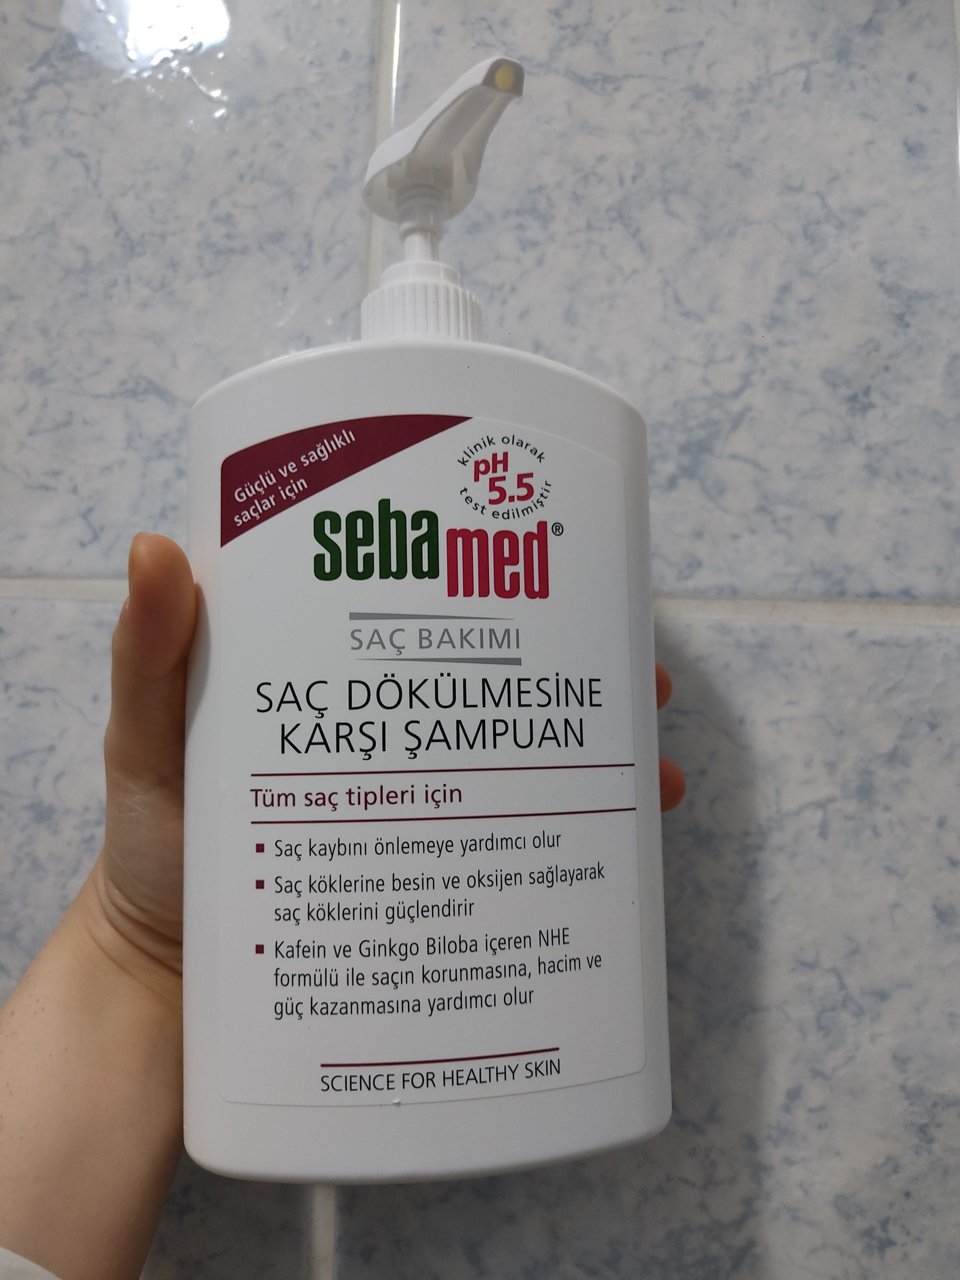 Güçlü ve sağlıklı
saçlar için
klinik olarak
pH
5.5
test edilmiştir
sebamed®
SAÇ BAKIMI
SAÇ DÖKÜLMESİNE
KARŞI ŞAMPUAN
Tüm saç tipleri için
▪ Saç kaybını önlemeye yardımcı olur
▪ Saç köklerine besin ve oksijen sağlayarak
saç köklerini güçlendirir
▪ Kafein ve Ginkgo Biloba içeren NHE
formülü ile saçın korunmasına, hacim ve
güç kazanmasına yardımcı olur
SCIENCE FOR HEALTHY SKIN